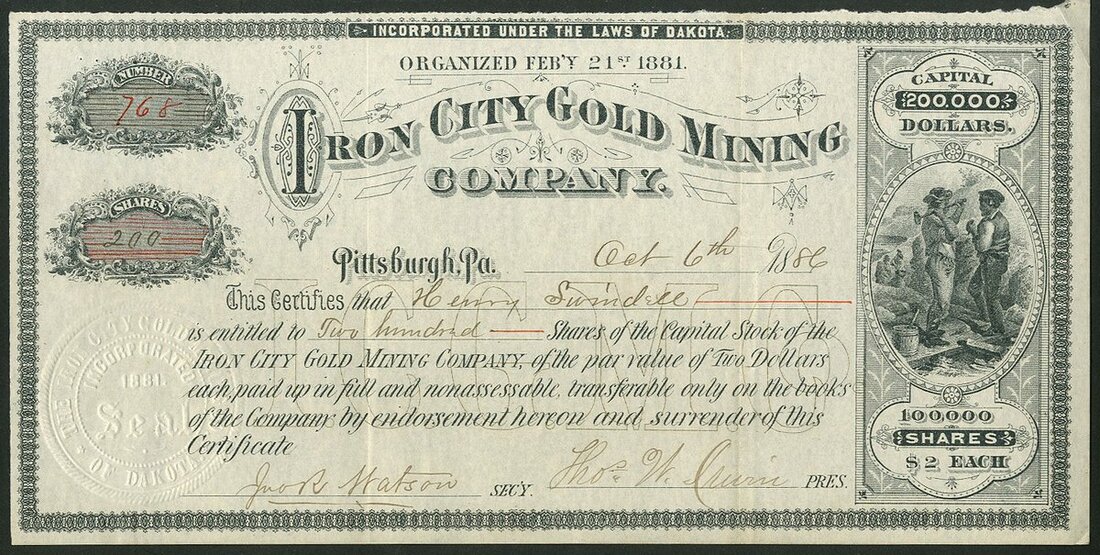 INCORPORATED UNDER THE LAWS OF DAKOTA.
ORGANIZED FEB'Y 21ST 1881.
NUMBER
768
IRON CITY GOLD MINING
COMPANY.
SHARES
200
Pittsburgh, Pa. Oct 6th 1886
This Certifies that Henry Swindell
is entitled to Two hundred Shares of the Capital Stock of the
IRON CITY GOLD MINING COMPANY, of the par value of Two Dollars
each, paid up in full and nonassessable, transferable only on the books
of the Company by endorsement hereon and surrender of this
Certificate
Jno R Watson SEC'Y. Thos. W. Irwin PRES.
CAPITAL
200,000
DOLLARS.
100,000
SHARES
$2 EACH
THE IRON CITY GOLD
INCORPORATED
1881.
Seal
OF DAKOTA